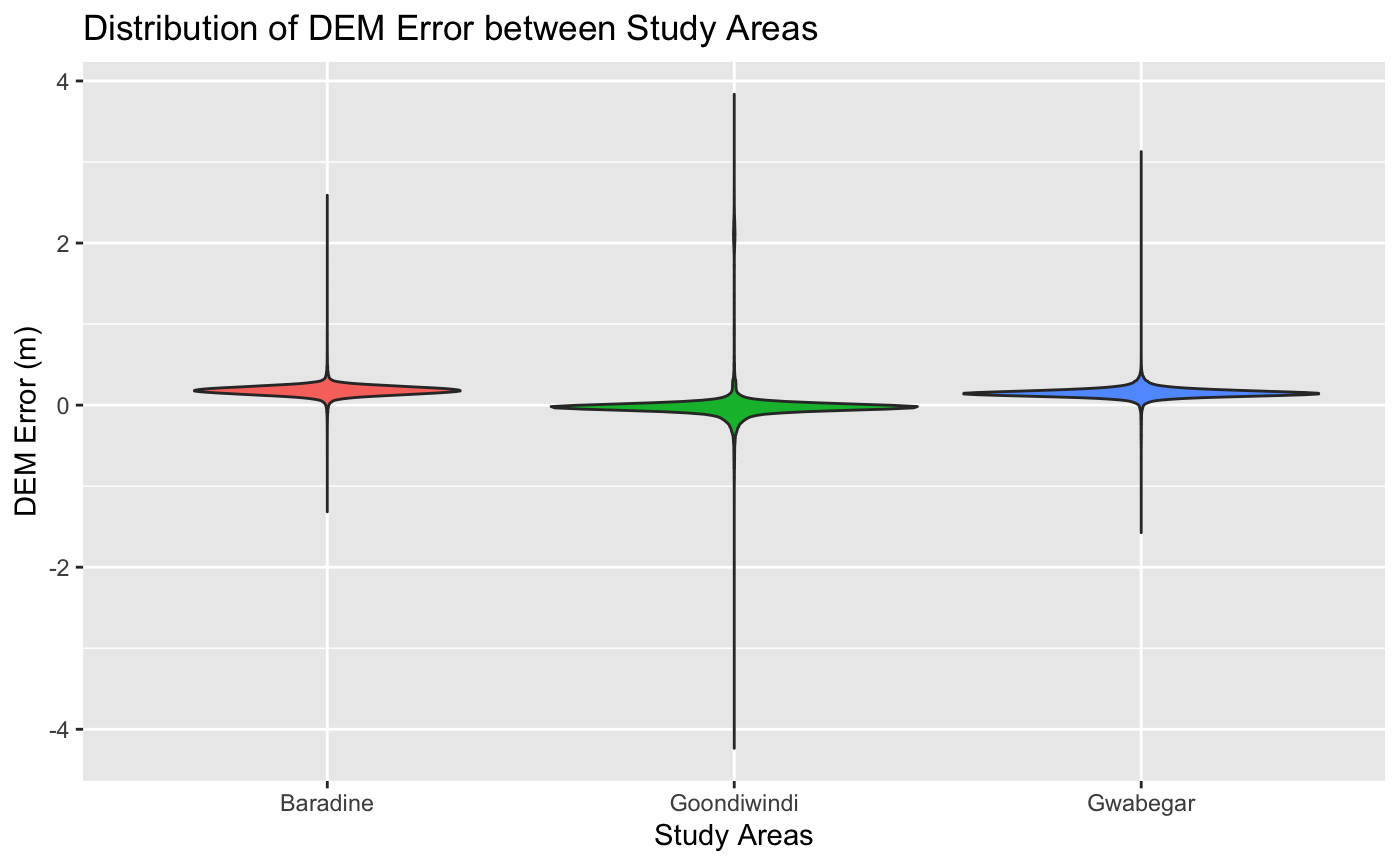 Distribution of DEM Error between Study Areas
DEM Error (m)
4
2
0
-2
-4
Baradine Goondiwindi Gwabegar
Study Areas